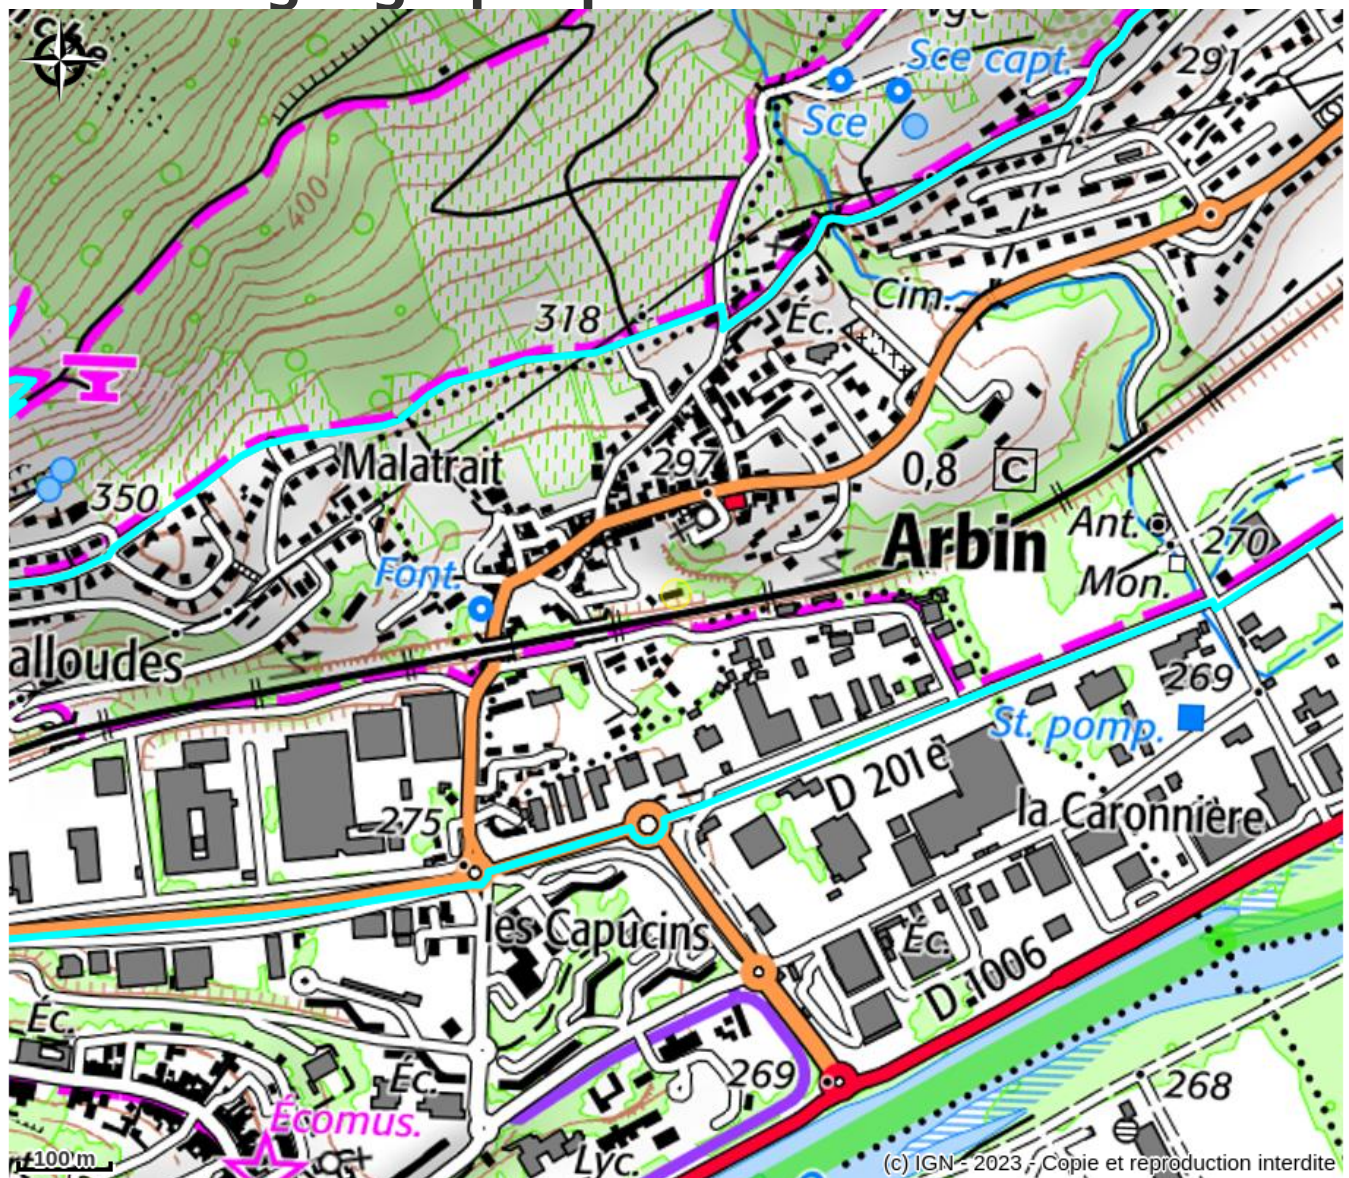 Sce capt.
291
Sce
400
318
Éc.
Cim.
297
Malatrait
350
0,8
C
Arbin
Ant.
270
Font.
Mon.
alloudes
269
St. pomp.
D 201e
la Caronnière
275
les Capucins
Éc.
D 1006
Éc.
Éc.
269
268
Écomus.
Lyc.
100 m
(c) IGN - 2023 - Copie et reproduction interdite